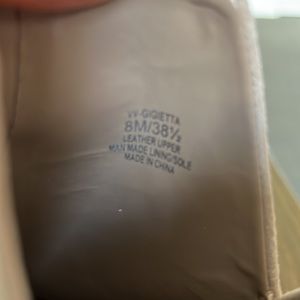 VV-GIGIETTA
8M/38½
LEATHER UPPER
MAN MADE LINING/SOLE
MADE IN CHINA